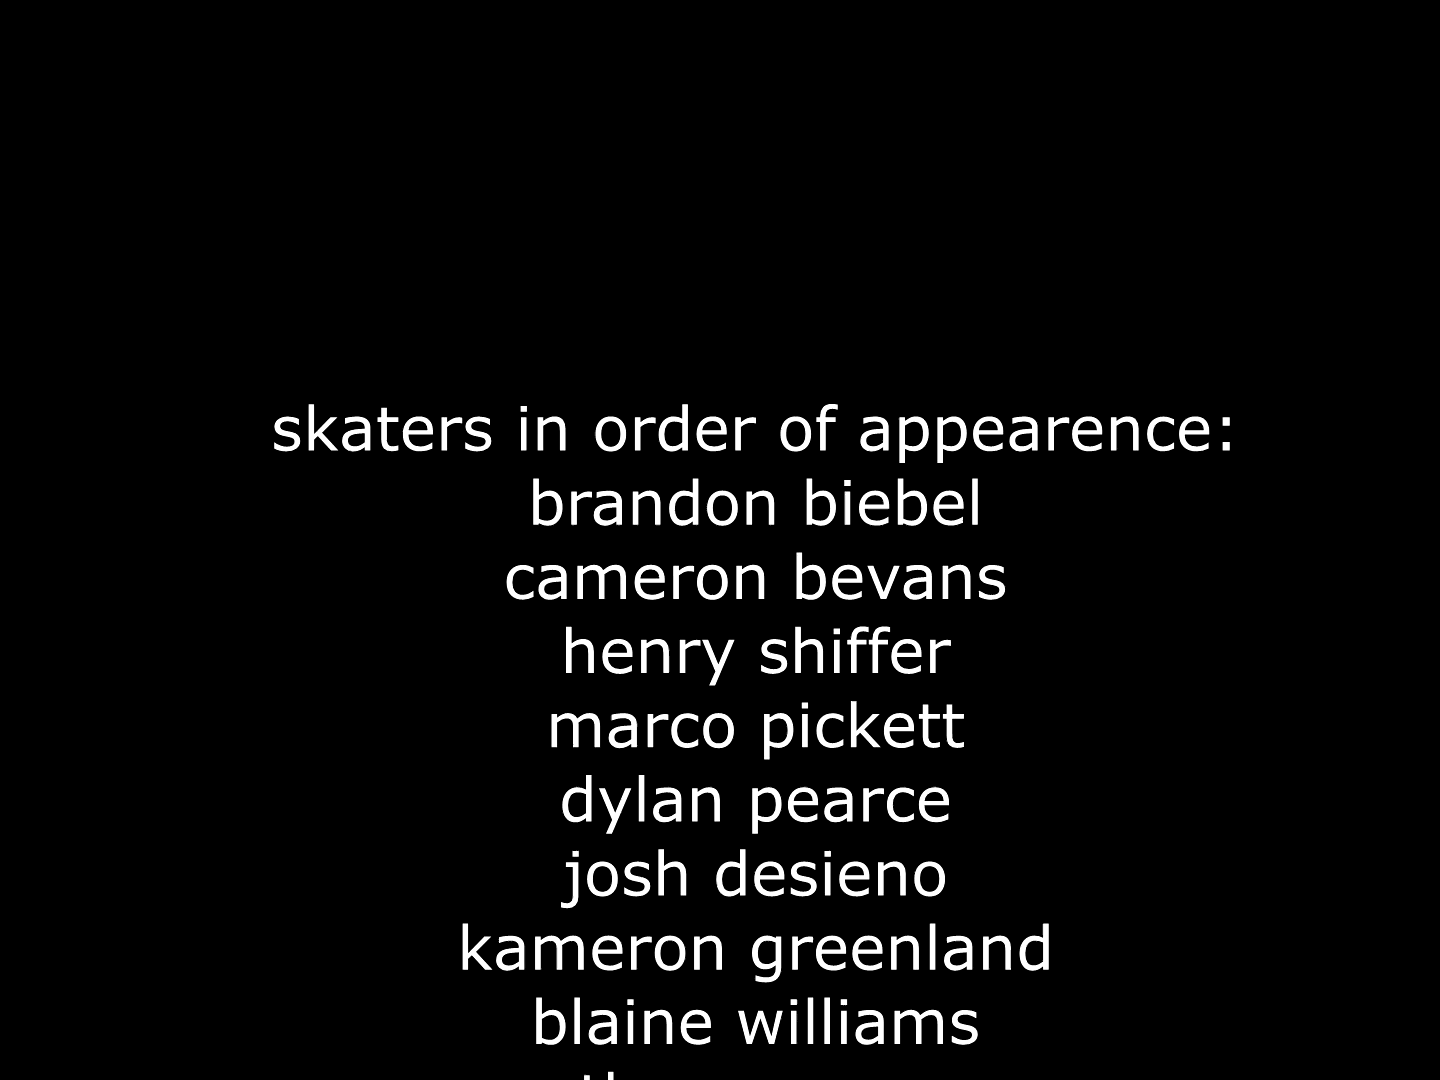 skaters in order of appearence:
brandon biebel
cameron bevans
henry shiffer
marco pickett
dylan pearce
josh desieno
kameron greenland
blaine williams